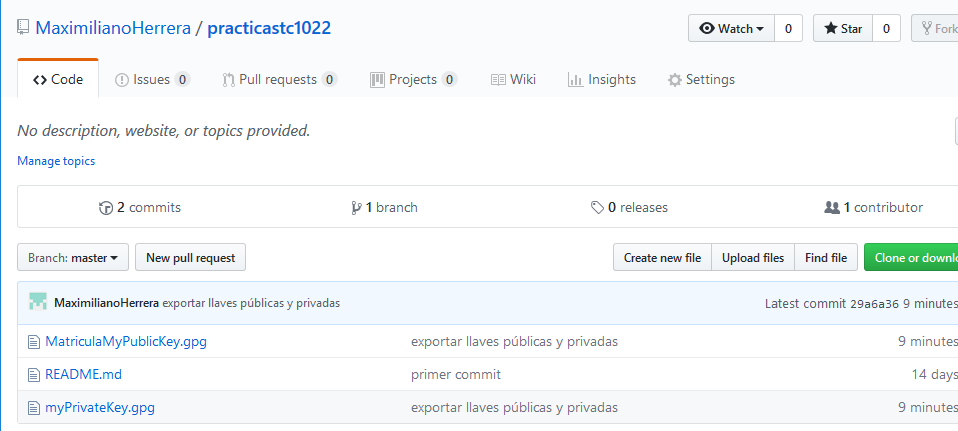 MaximilianoHerrera / practicastc1022 Watch 0 Star 0 Fork
Code Issues 0 Pull requests 0 Projects 0 Wiki Insights Settings
No description, website, or topics provided.
Manage topics
2 commits 1 branch 0 releases 1 contributor
Branch: master New pull request Create new file Upload files Find file Clone or downlo
MaximilianoHerrera exportar llaves públicas y privadas Latest commit 29a6a36 9 minutes
MatriculaMyPublicKey.gpg exportar llaves públicas y privadas 9 minutes
README.md primer commit 14 days
myPrivateKey.gpg exportar llaves públicas y privadas 9 minutes